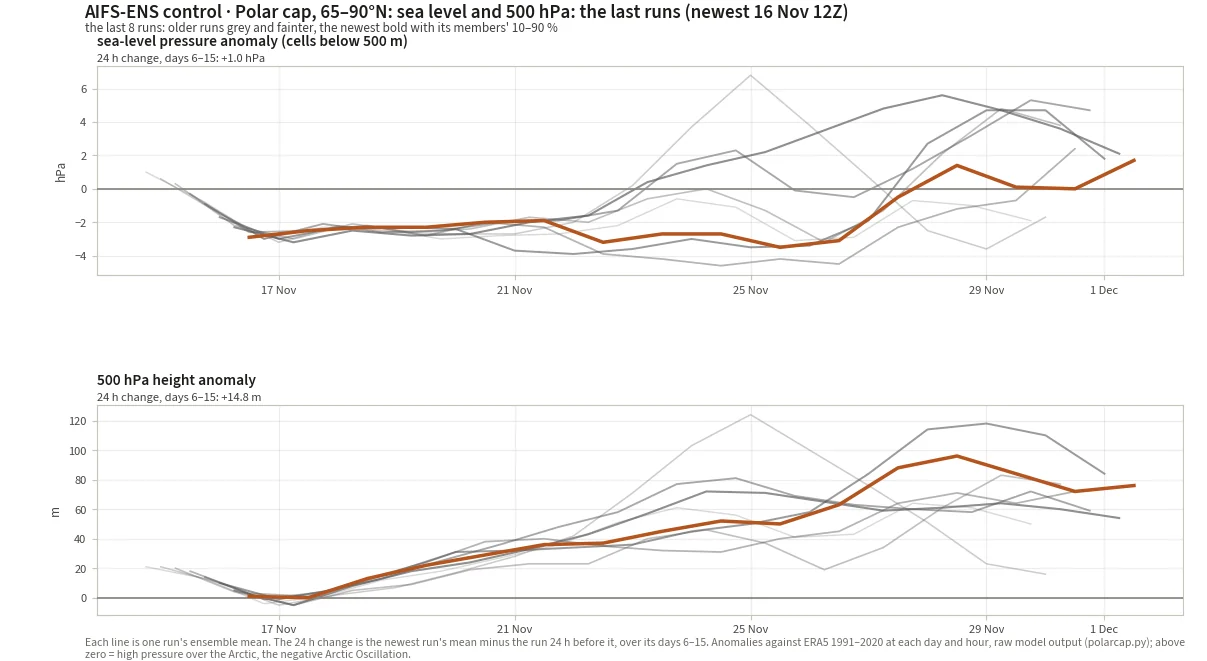 AIFS-ENS control · Polar cap, 65–90°N: sea level and 500 hPa: the last runs (newest 16 Nov 12Z)
the last 8 runs: older runs grey and fainter, the newest bold with its members' 10–90 %
sea-level pressure anomaly (cells below 500 m)
24 h change, days 6–15: +1.0 hPa
6
4
2
0
−2
−4
hPa
17 Nov
21 Nov
25 Nov
29 Nov
1 Dec
500 hPa height anomaly
24 h change, days 6–15: +14.8 m
120
100
80
60
40
20
0
m
17 Nov
21 Nov
25 Nov
29 Nov
1 Dec
Each line is one run's ensemble mean. The 24 h change is the newest run's mean minus the run 24 h before it, over its days 6–15. Anomalies against ERA5 1991–2020 at each day and hour, raw model output (polarcap.py); above
zero = high pressure over the Arctic, the negative Arctic Oscillation.